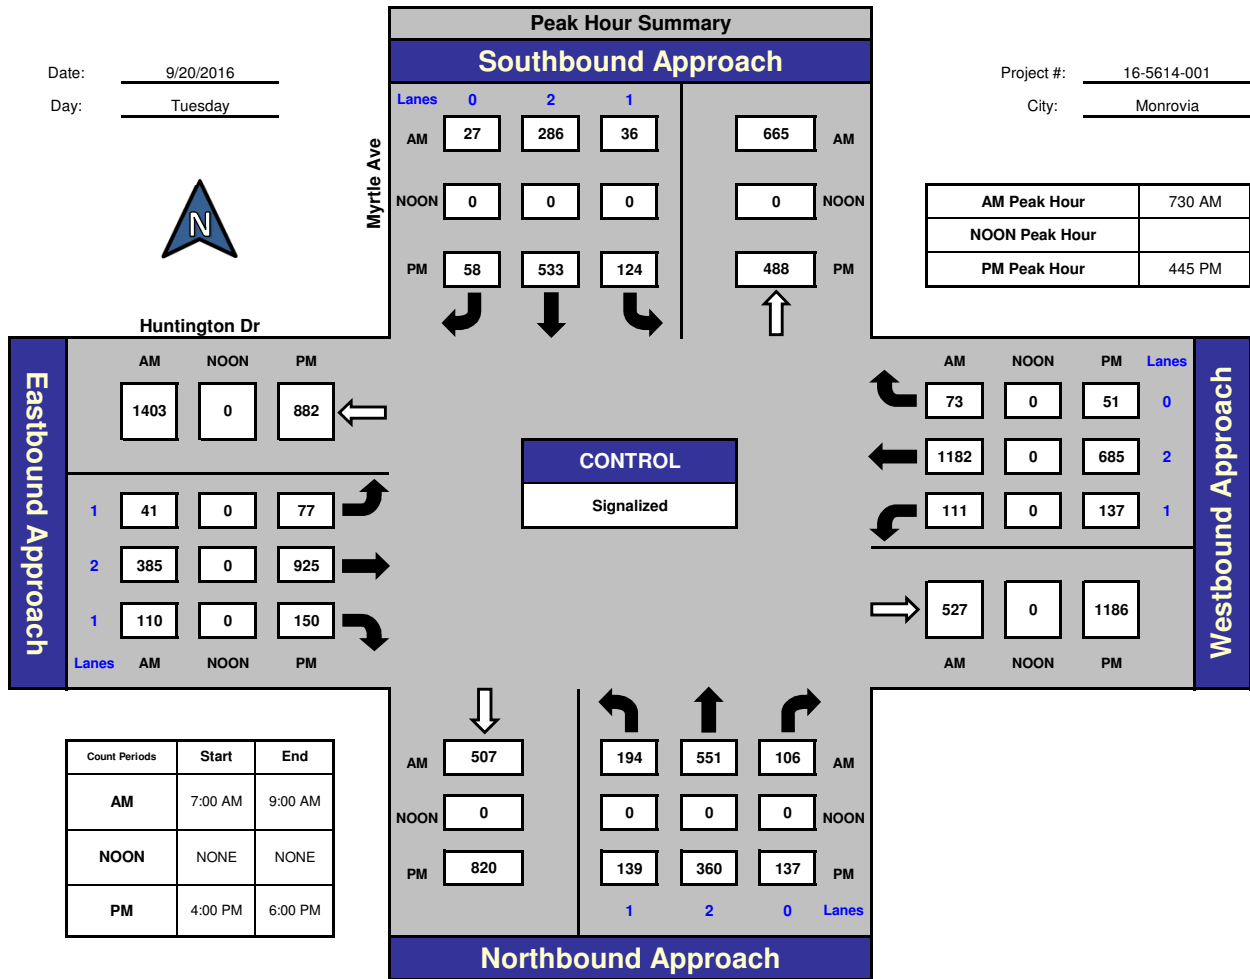 Peak Hour Summary
Southbound Approach
Date: 9/20/2016
Day: Tuesday
Project #: 16-5614-001
City: Monrovia
N
Myrtle Ave
Lanes 0 2 1
AM 27 286 36 665 AM
NOON 0 0 0 0 NOON
PM 58 533 124 488 PM
AM Peak Hour 730 AM
NOON Peak Hour
PM Peak Hour 445 PM
Huntington Dr
Eastbound Approach
AM NOON PM
1403 0 882
1 41 0 77
2 385 0 925
1 110 0 150
Lanes AM NOON PM
CONTROL
Signalized
AM NOON PM Lanes
73 0 51 0
1182 0 685 2
111 0 137 1
527 0 1186
AM NOON PM
Westbound Approach
Count Periods Start End
AM 7:00 AM 9:00 AM
NOON NONE NONE
PM 4:00 PM 6:00 PM
AM 507 194 551 106 AM
NOON 0 0 0 0 NOON
PM 820 139 360 137 PM
1 2 0 Lanes
Northbound Approach